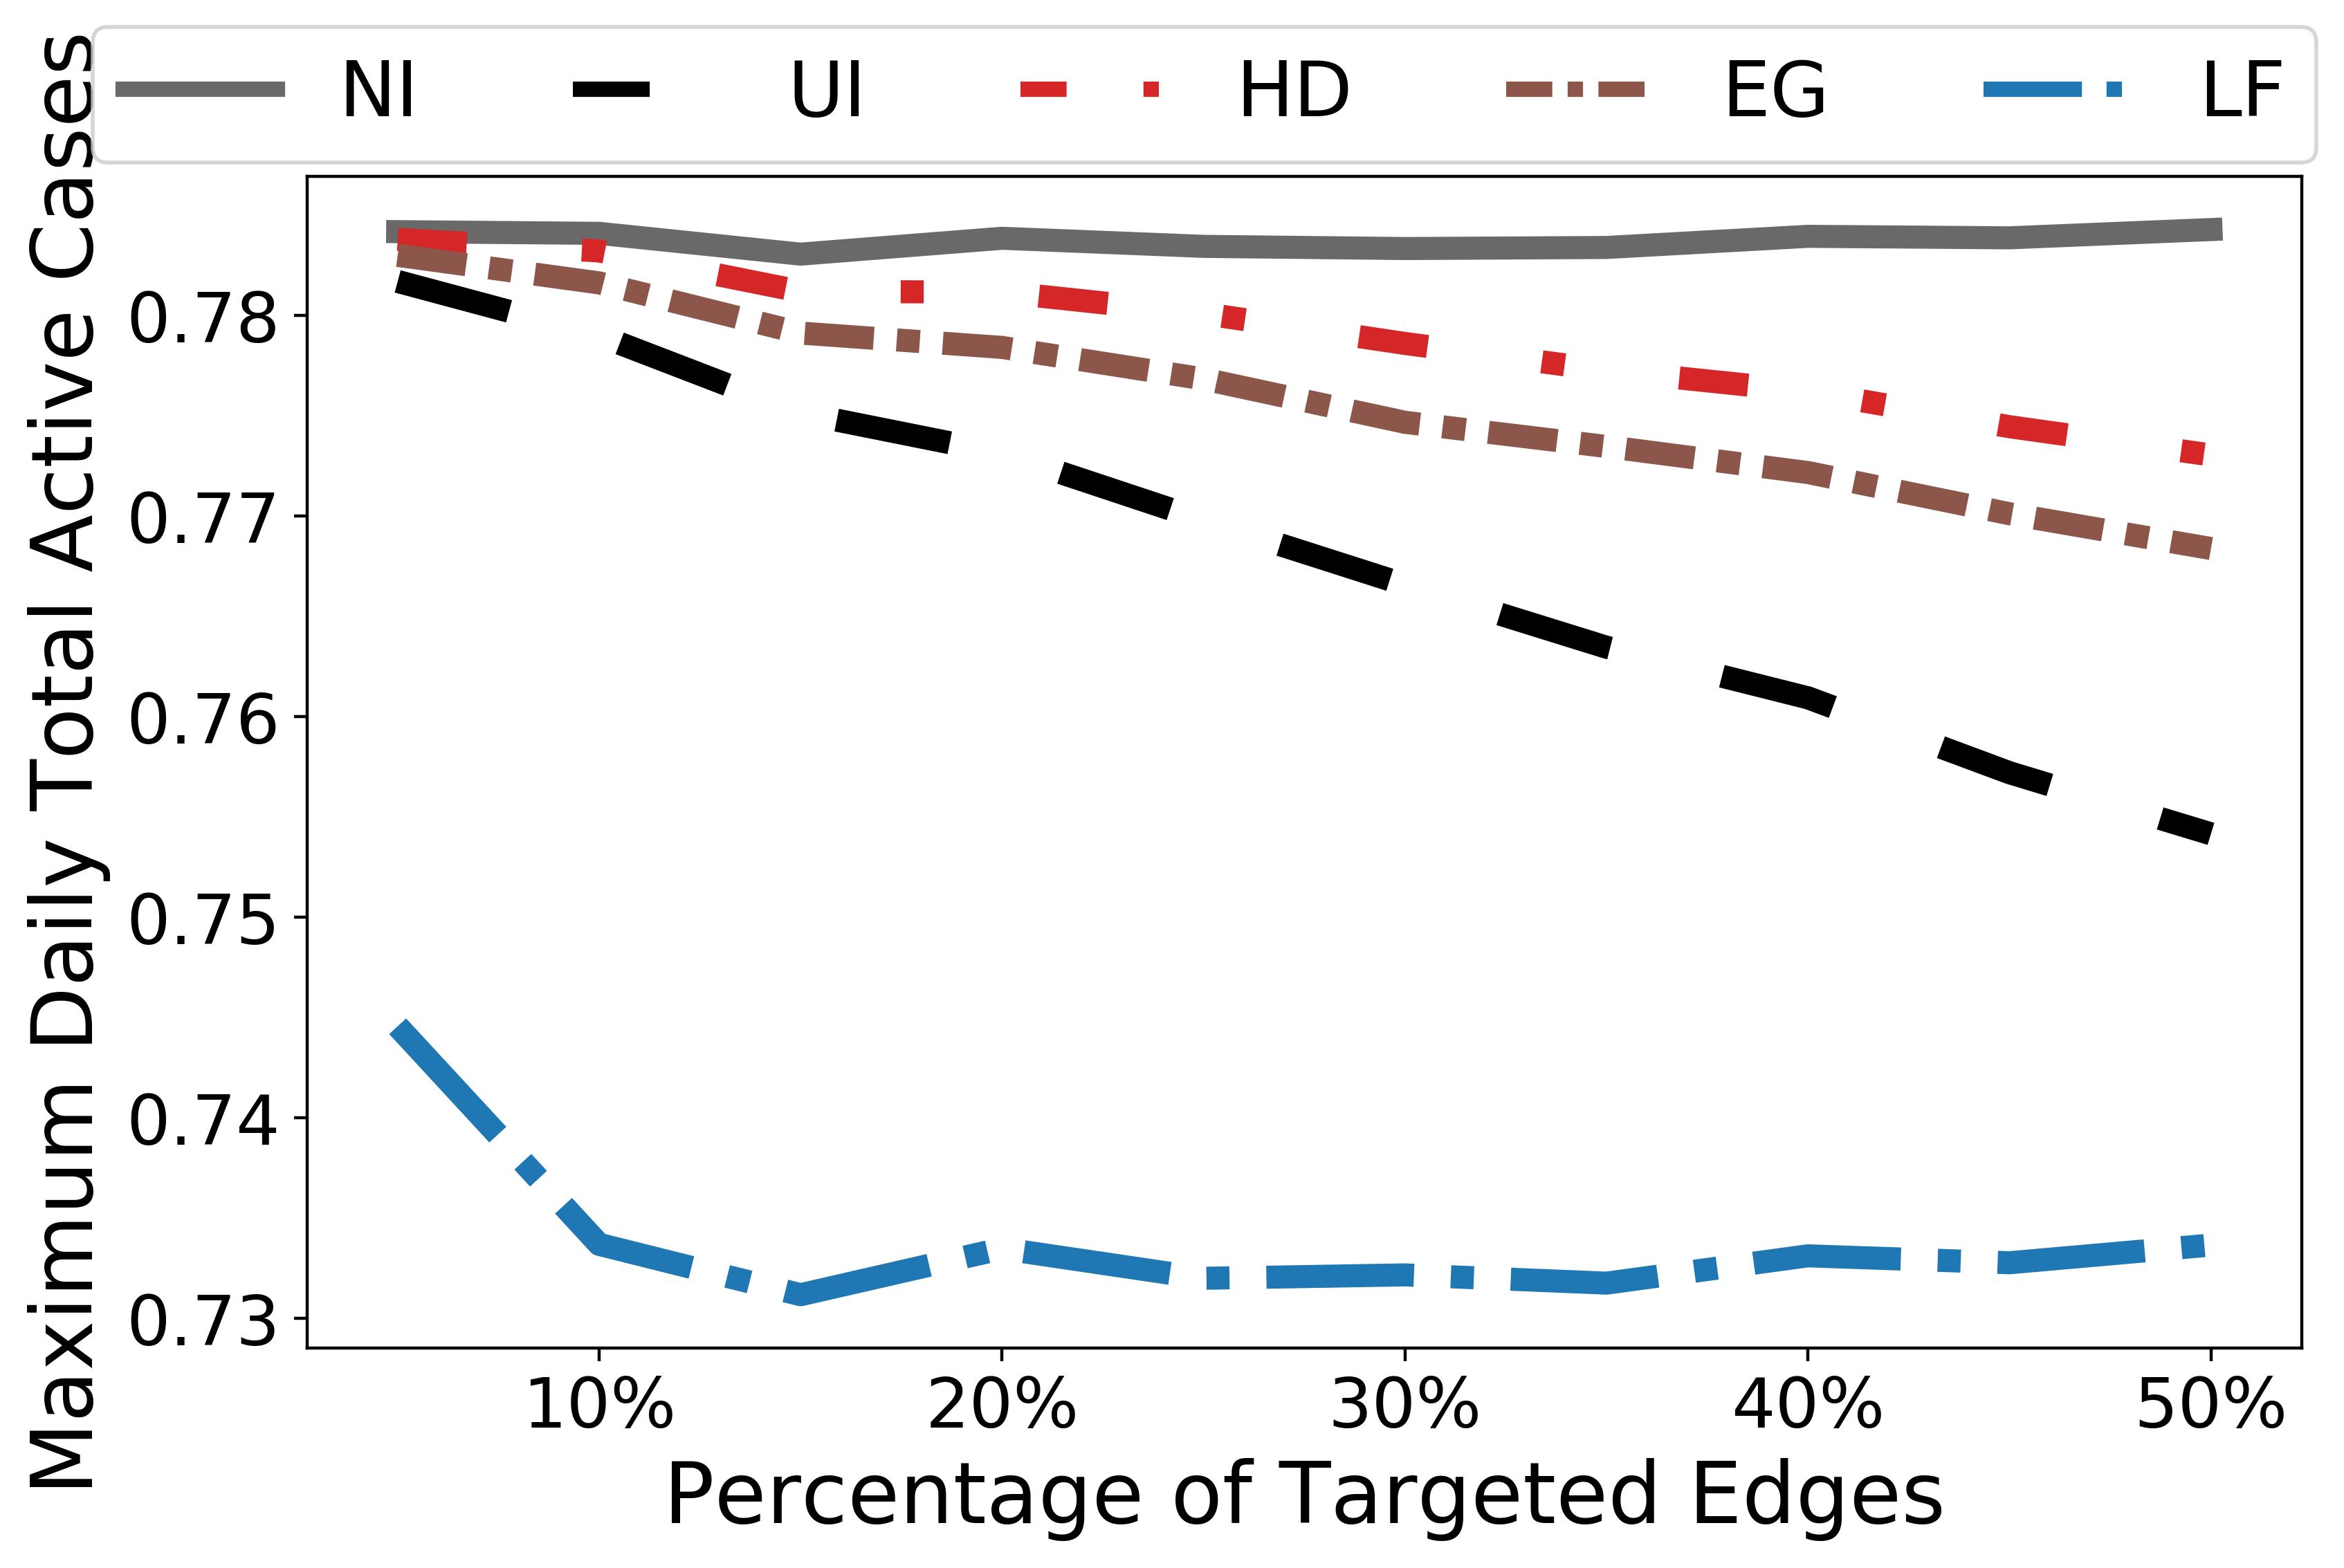 NI UI HD EG LF
Maximum Daily Total Active Cases
0.78
0.77
0.76
0.75
0.74
0.73
10% 20% 30% 40% 50%
Percentage of Targeted Edges